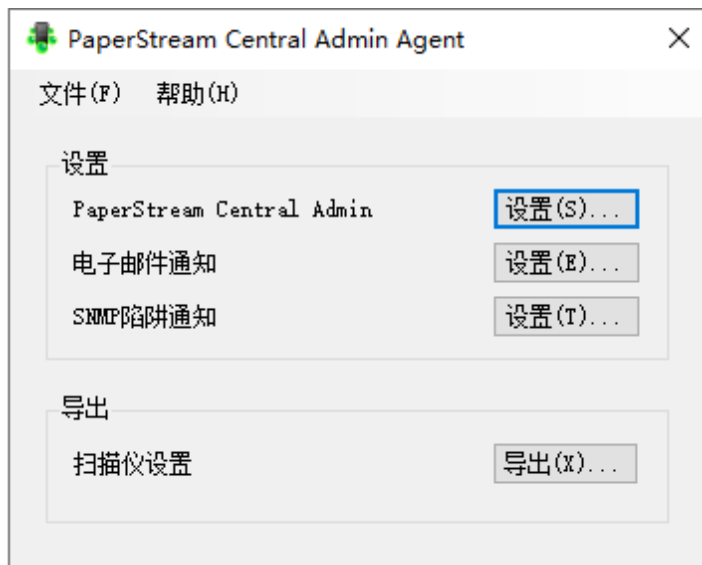 PaperStream Central Admin Agent
文件(F) 帮助(H)
设置
PaperStream Central Admin 设置(S)...
电子邮件通知 设置(E)...
SNMP陷阱通知 设置(T)...
导出
扫描仪设置 导出(X)...